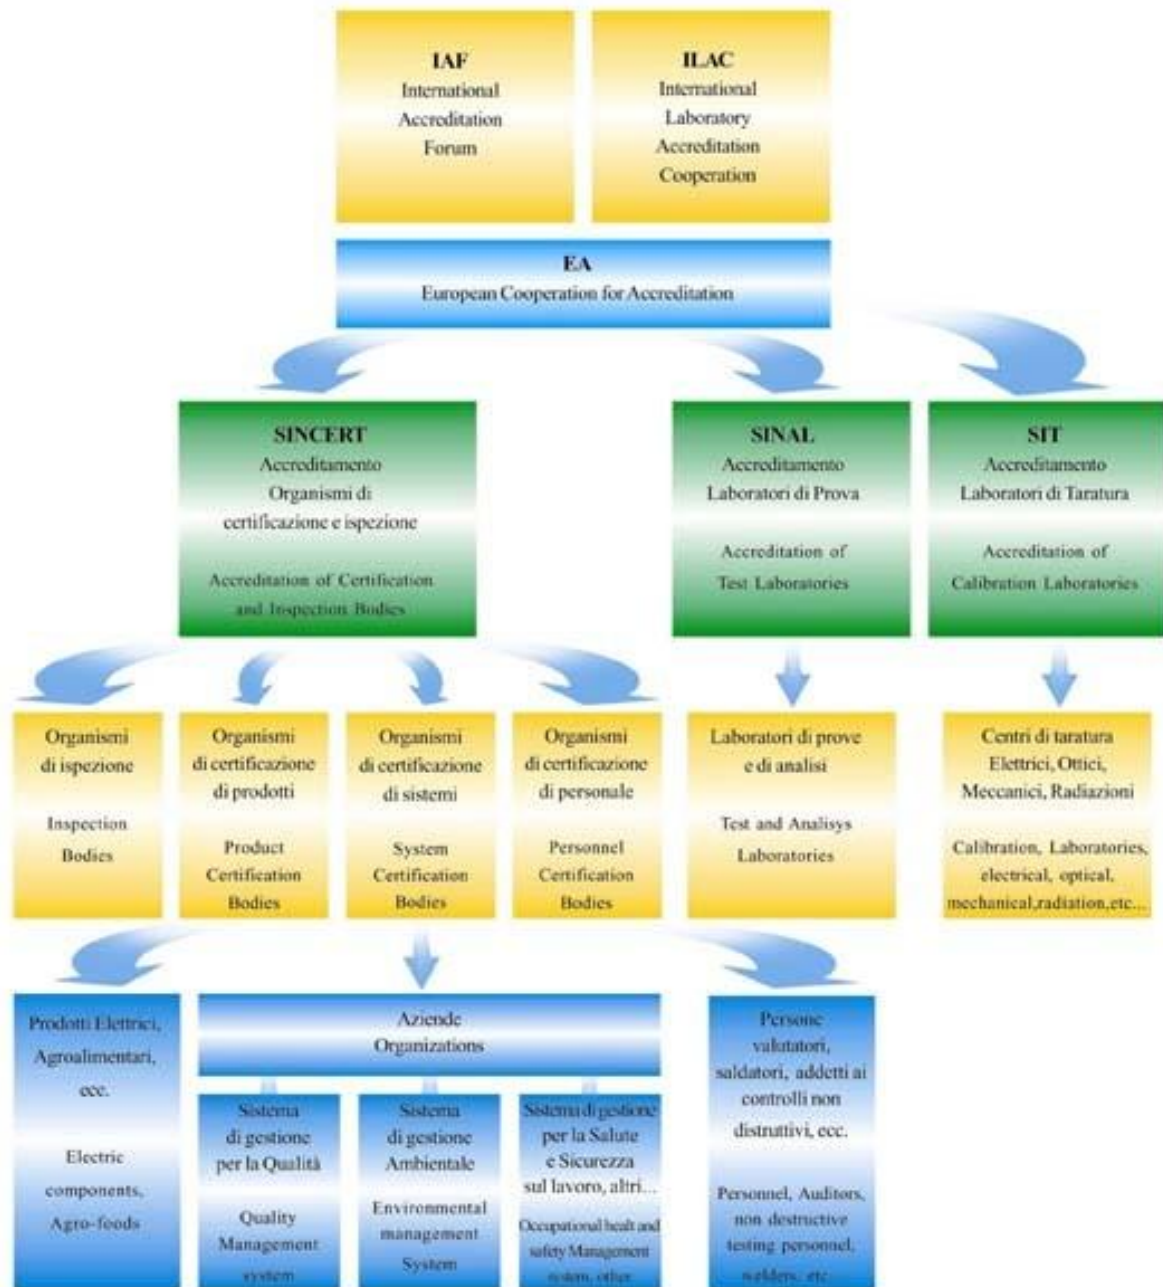 IAF
International
Accreditation
Forum
ILAC
International
Laboratory
Accreditation
Cooperation
EA
European Cooperation for Accreditation
SINCERT
Accreditamento
Organismi di
certificazione e ispezione
Accreditation of Certification
and Inspection Bodies
SINAL
Accreditamento
Laboratori di Prova
Accreditation of
Test Laboratories
SIT
Accreditamento
Laboratori di Taratura
Accreditation of
Calibration Laboratories
Organismi
di ispezione
Inspection
Bodies
Organismi
di certificazione
di prodotti
Product
Certification
Bodies
Organismi
di certificazione
di sistemi
System
Certification
Bodies
Organismi
di certificazione
di personale
Personnel
Certification
Bodies
Laboratori di prove
e di analisi
Test and Analisys
Laboratories
Centri di taratura
Elettrici, Ottici,
Meccanici, Radiazioni
Calibration, Laboratories,
electrical, optical,
mechanical,radiation,etc...
Prodotti Elettrici,
Agroalimentari,
ecc.
Electric
components,
Agro-foods
Aziende
Organizations
Sistema
di gestione
per la Qualità
Quality
Management
system
Sistema
di gestione
Ambientale
Environmental
management
System
Sistema di gestione
per la Salute
e Sicurezza
sul lavoro, altri...
Occupational healt and
safety Management
system, other
Persone
valutatori,
saldatori, addetti ai
controlli non
distruttivi, ecc.
Personnel, Auditors,
non destructive
testing personnel,
welders, etc